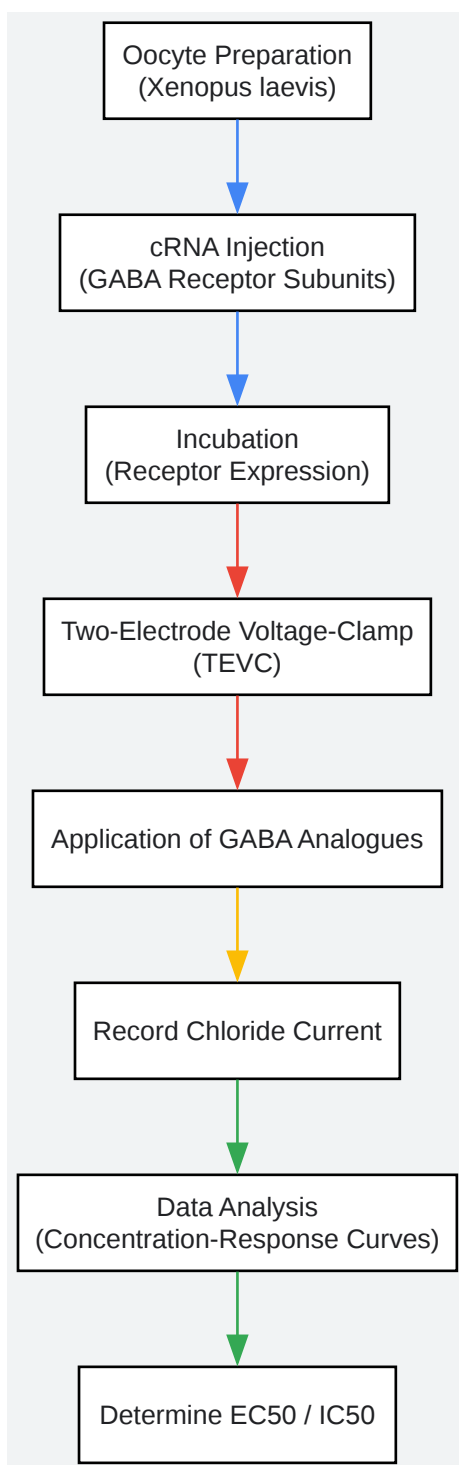 Oocyte Preparation
(Xenopus laevis)
cRNA Injection
(GABA Receptor Subunits)
Incubation
(Receptor Expression)
Two-Electrode Voltage-Clamp
(TEVC)
Application of GABA Analogues
Record Chloride Current
Data Analysis
(Concentration-Response Curves)
Determine EC50 / IC50